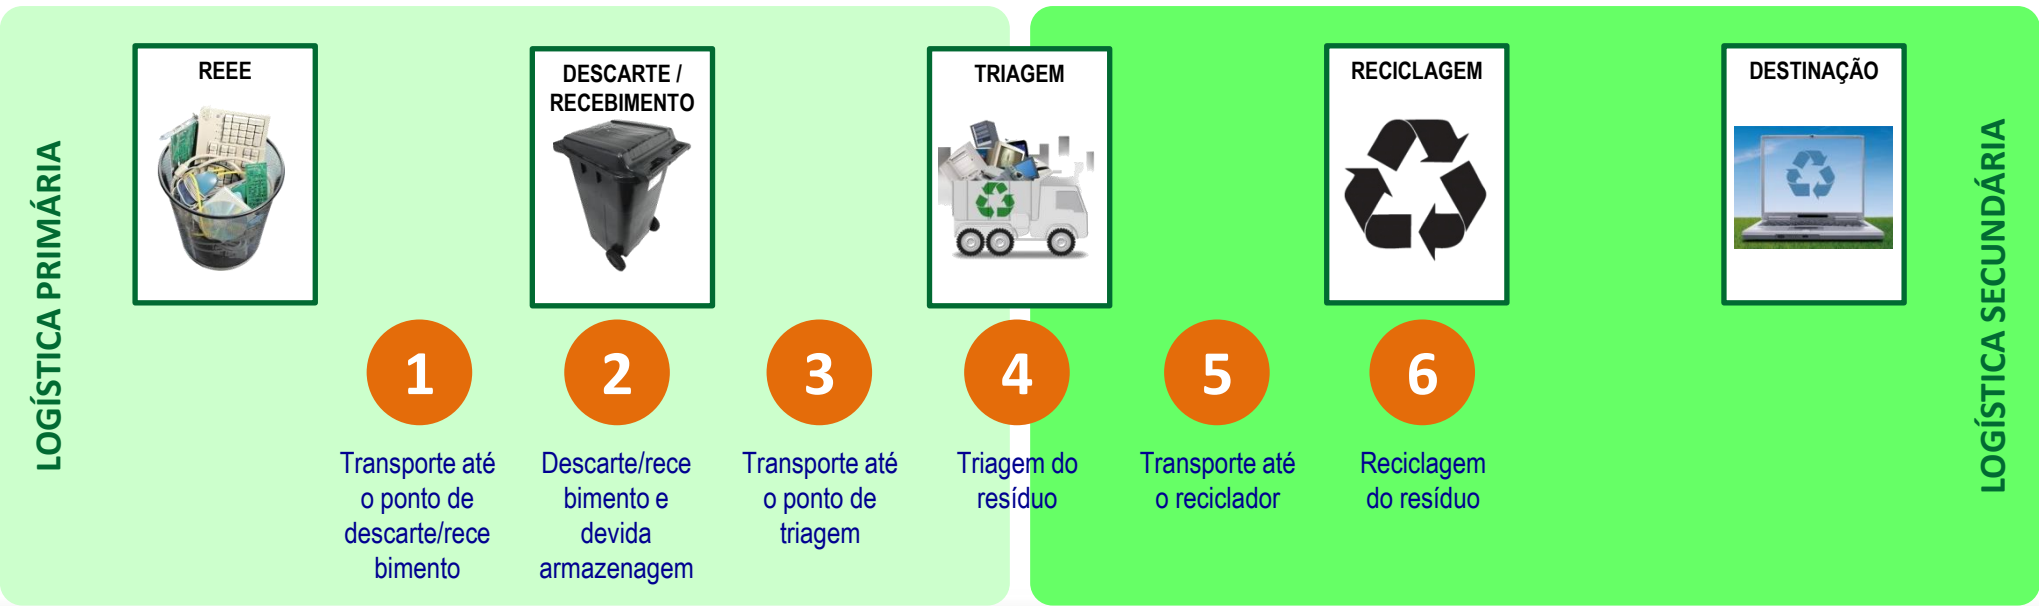 LOGÍSTICA PRIMÁRIA
REEE
DESCARTE /
RECEBIMENTO
TRIAGEM
RECICLAGEM
DESTINAÇÃO
1
2
3
4
5
6
Transporte até
o ponto de
descarte/rece
bimento
Descarte/rece
bimento e
devida
armazenagem
Transporte até
o ponto de
triagem
Triagem do
resíduo
Transporte até
o reciclador
Reciclagem
do resíduo
LOGÍSTICA SECUNDÁRIA